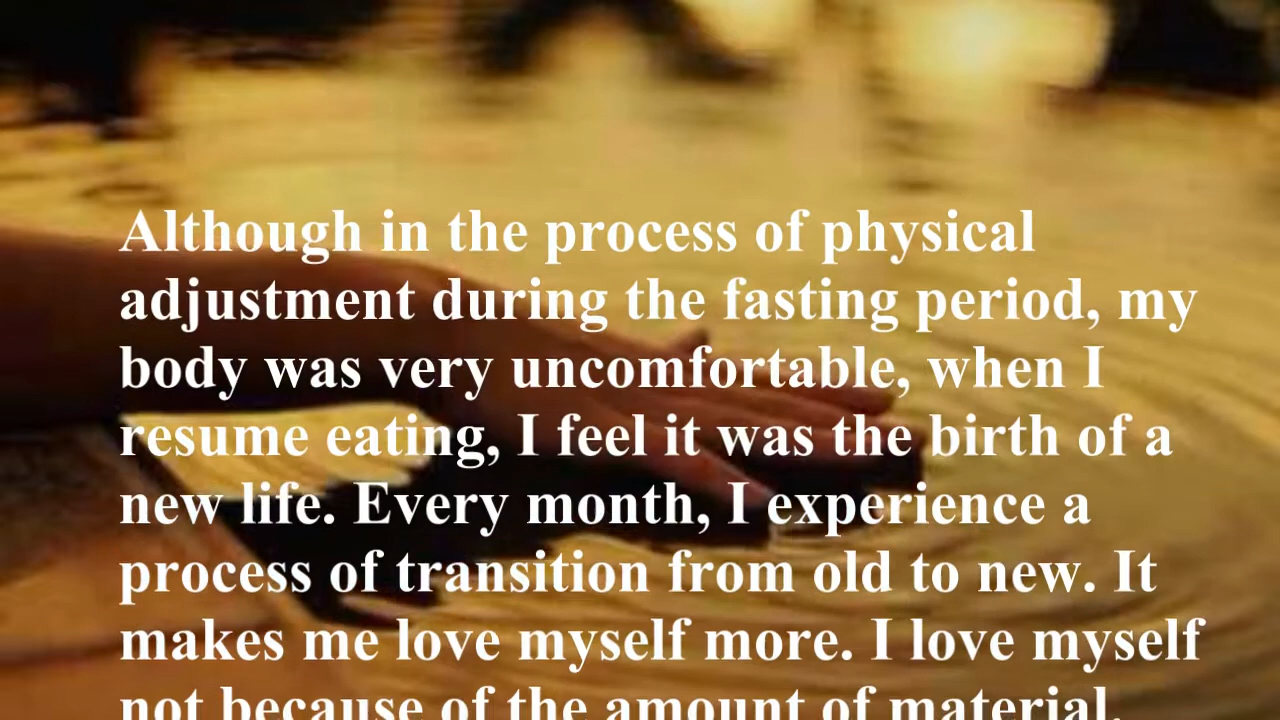 Although in the process of physical
adjustment during the fasting period, my
body was very uncomfortable, when I
resume eating, I feel it was the birth of a
new life. Every month, I experience a
process of transition from old to new. It
makes me love myself more. I love myself
not because of the amount of material,